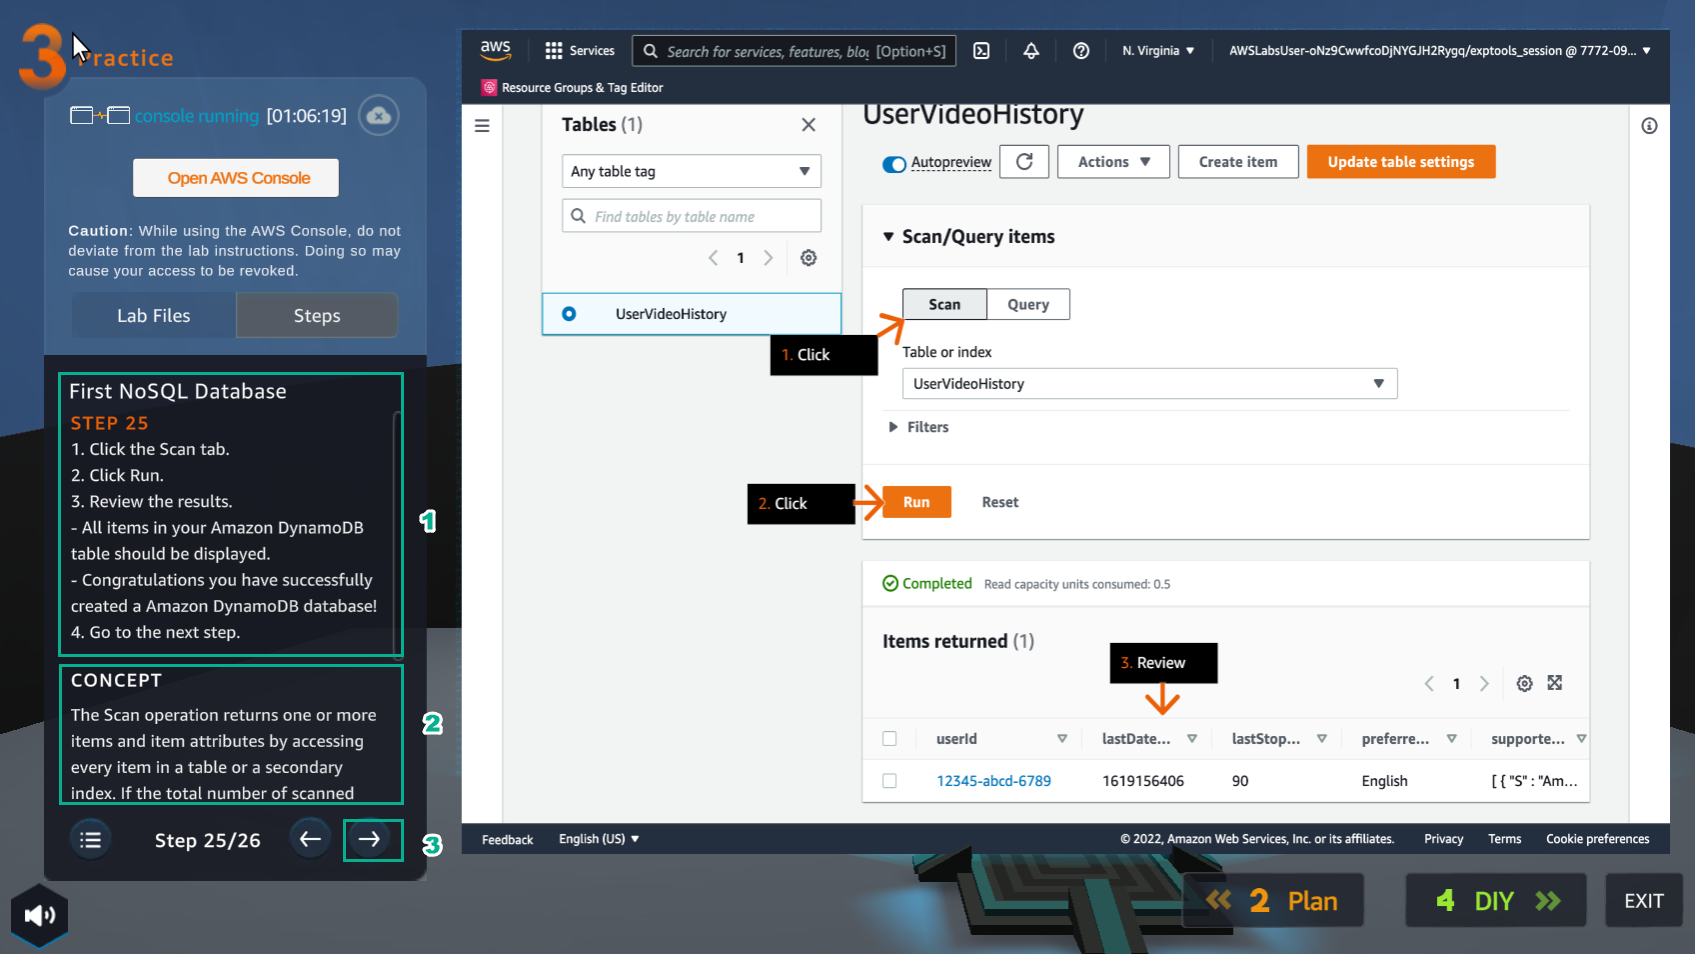 3 Practice
console running [01:06:19]
Open AWS Console
Caution: While using the AWS Console, do not
deviate from the lab instructions. Doing so may
cause your access to be revoked.
Lab Files
Steps
First NoSQL Database
STEP 25
1. Click the Scan tab.
2. Click Run.
3. Review the results.
- All items in your Amazon DynamoDB
table should be displayed.
- Congratulations you have successfully
created a Amazon DynamoDB database!
4. Go to the next step.
1
CONCEPT
The Scan operation returns one or more
items and item attributes by accessing
every item in a table or a secondary
index. If the total number of scanned
2
Step 25/26
3
aws
Services
Search for services, features, blog [Option+S]
N. Virginia
AWSLabsUser-oNz9CwwfcoDjNYGJH2Rygq/exptools_session @ 7772-09...
Resource Groups & Tag Editor
Tables (1)
Any table tag
Find tables by table name
1
UserVideoHistory
UserVideoHistory
Autopreview
Actions
Create item
Update table settings
Scan/Query items
Scan
Query
1. Click
Table or index
UserVideoHistory
Filters
2. Click
Run
Reset
Completed
Read capacity units consumed: 0.5
Items returned (1)
3. Review
1
userId lastDate... lastStop... preferre... supporte...
12345-abcd-6789 1619156406 90 English [ { "S" : "Am...
Feedback
English (US)
© 2022, Amazon Web Services, Inc. or its affiliates.
Privacy
Terms
Cookie preferences
2 Plan
4 DIY
EXIT